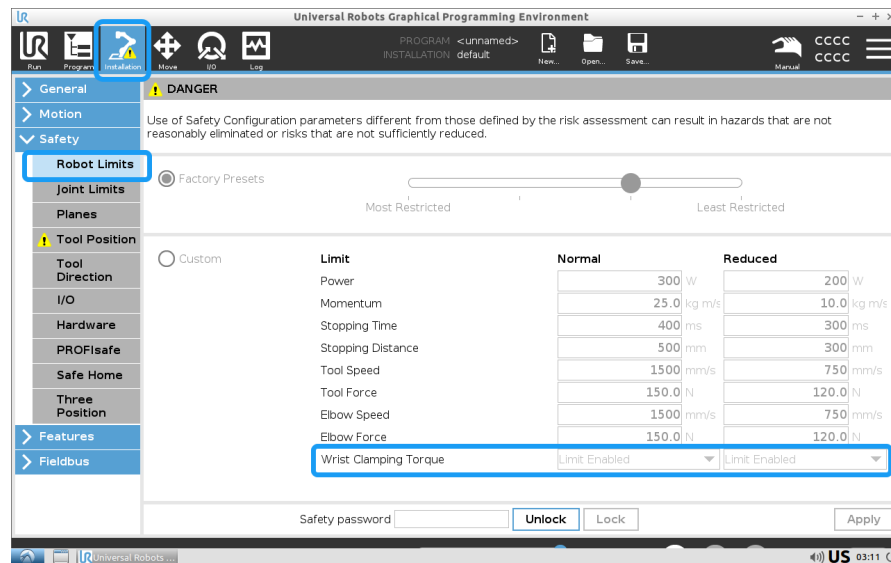 UR
Universal Robots Graphical Programming Environment
UR
PROGRAM <unnamed>
INSTALLATION default
CCCC
CCCC
Run Program Installation Move I/O Log
New... Open... Save...
Manual
General
DANGER
Use of Safety Configuration parameters different from those defined by the risk assessment can result in hazards that are not
reasonably eliminated or risks that are not sufficiently reduced.
Motion
Safety
Robot Limits
Joint Limits
Planes
Tool Position
Tool
Direction
I/O
Hardware
PROFIsafe
Safe Home
Three
Position
Features
Fieldbus
Factory Presets
Most Restricted
Least Restricted
Custom
Limit Normal Reduced
Power 300 W 200 W
Momentum 25.0 kg m/s 10.0 kg m/s
Stopping Time 400 ms 300 ms
Stopping Distance 500 mm 300 mm
Tool Speed 1500 mm/s 750 mm/s
Tool Force 150.0 N 120.0 N
Elbow Speed 1500 mm/s 750 mm/s
Elbow Force 150.0 N 120.0 N
Wrist Clamping Torque Limit Enabled Limit Enabled
Safety password Unlock Lock Apply
UR Universal Robots ...
US 03:11